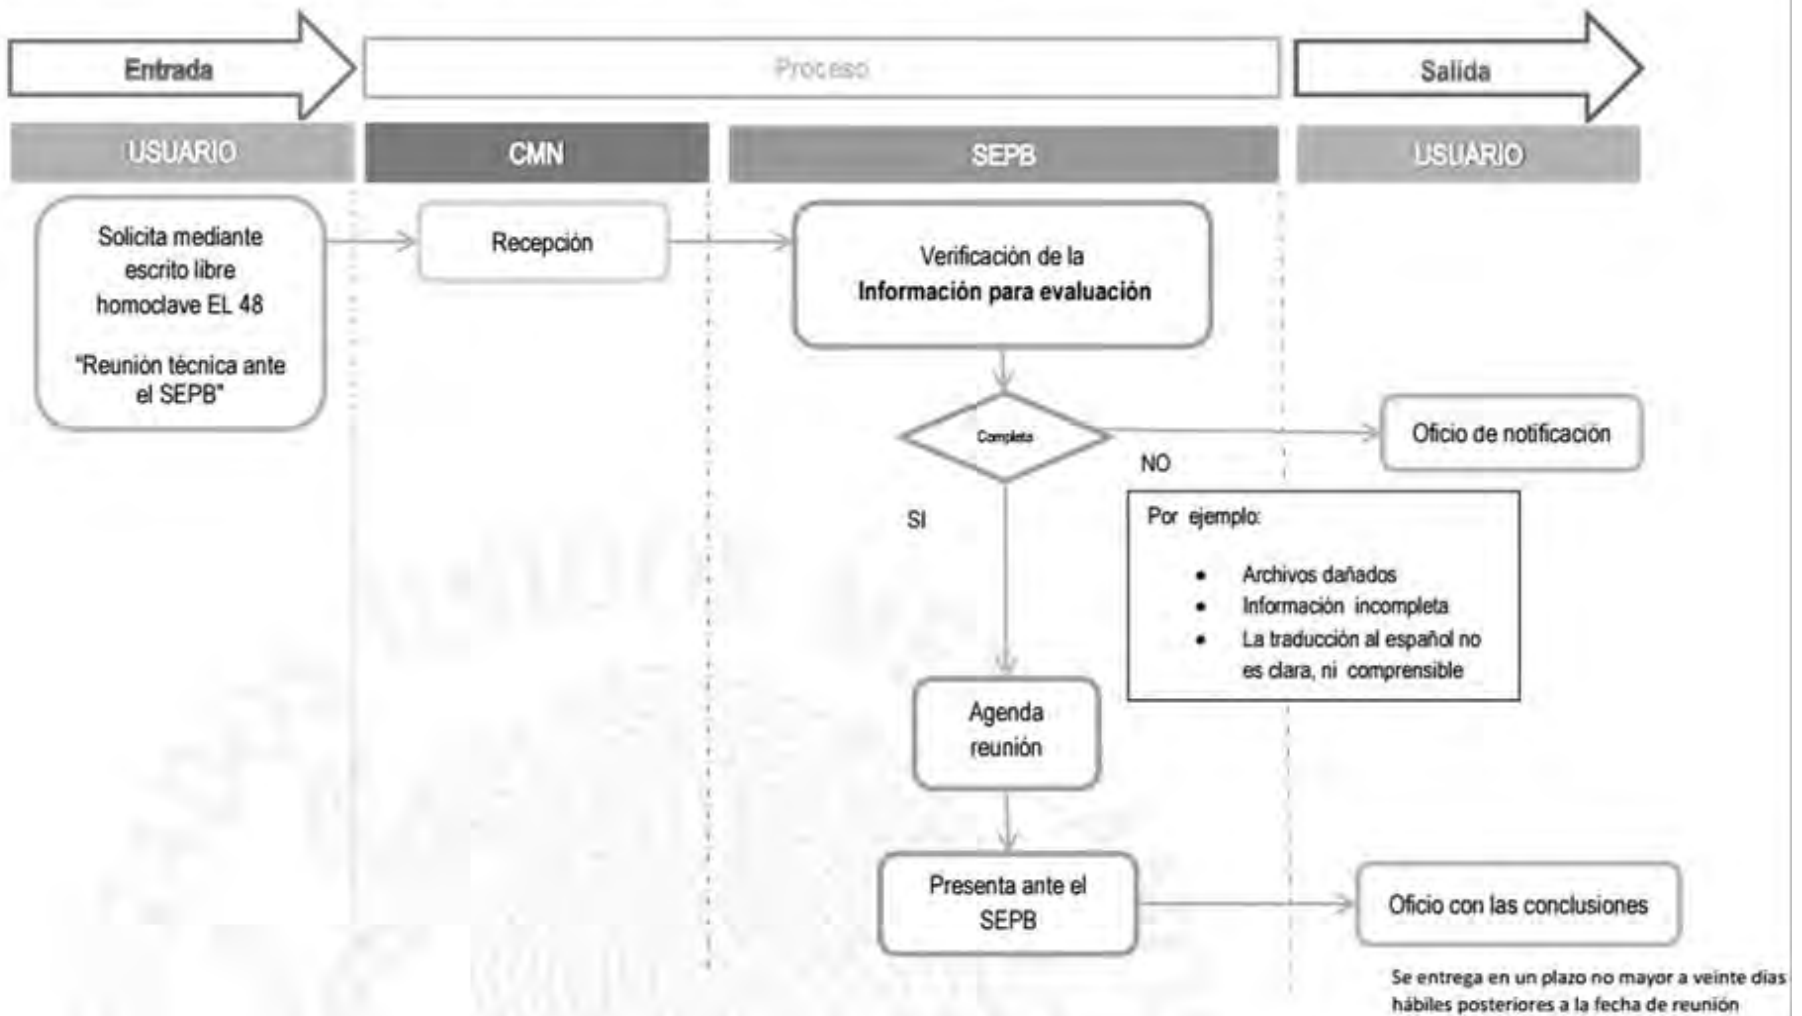 Entrada
Proceso
Salida
USUARIO
CMN
SEPB
USUARIO
Solicita mediante
escrito libre
homoclave EL 48
"Reunión técnica ante
el SEPB"
Recepción
Verificación de la
Información para evaluación
Completa
NO
Oficio de notificación
SI
Por ejemplo:
• Archivos dañados
• Información incompleta
• La traducción al español no
es clara, ni comprensible
Agenda
reunión
Presenta ante el
SEPB
Oficio con las conclusiones
Se entrega en un plazo no mayor a veinte días
hábiles posteriores a la fecha de reunión